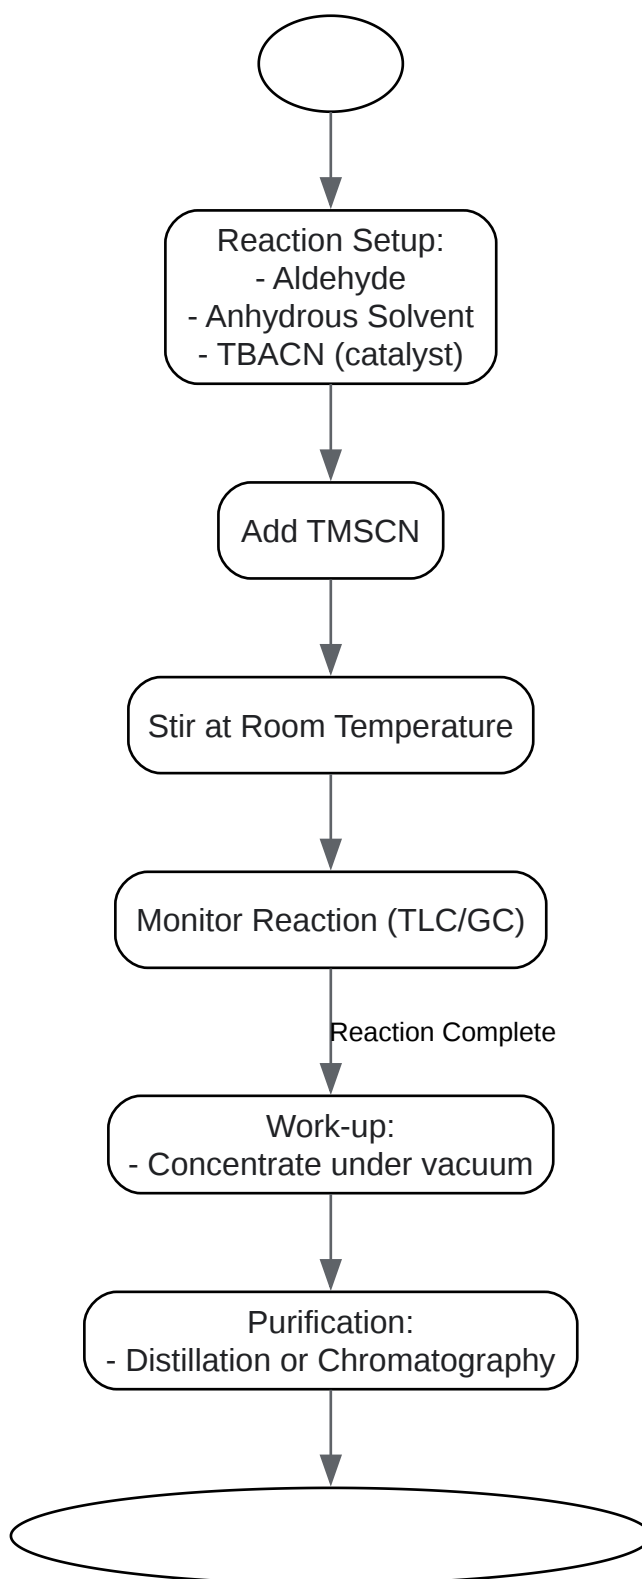 Reaction Setup:
- Aldehyde
- Anhydrous Solvent
- TBACN (catalyst)
Add TMSCN
Stir at Room Temperature
Monitor Reaction (TLC/GC)
Reaction Complete
Work-up:
- Concentrate under vacuum
Purification:
- Distillation or Chromatography